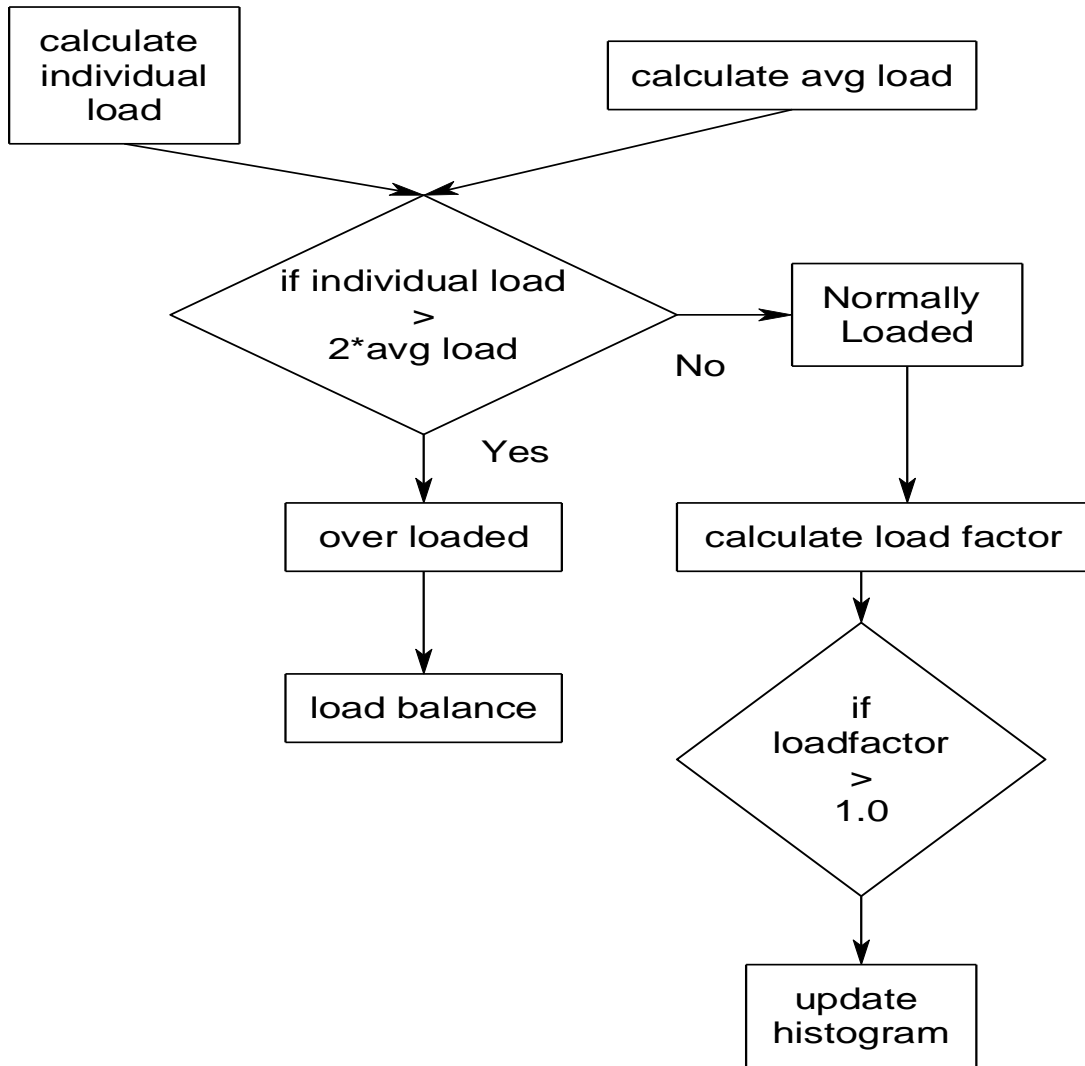 calculate
individual
load
calculate avg load
if individual load
>
2*avg load
Normally
Loaded
No
Yes
over loaded
calculate load factor
load balance
if
loadfactor
>
1.0
update
histogram